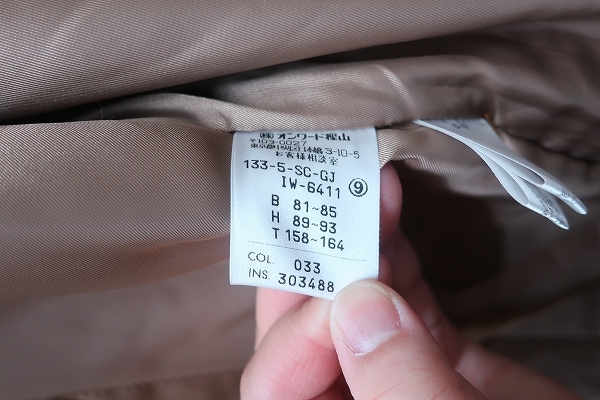 (株)オンワード樫山
〒103-0027
東京都中央区日本橋3-10-5
お客様相談室
133-5-SC-GJ
IW-6411 ⑨
B 81~85
H 89~93
T 158~164
COL. 033
INS. 303488